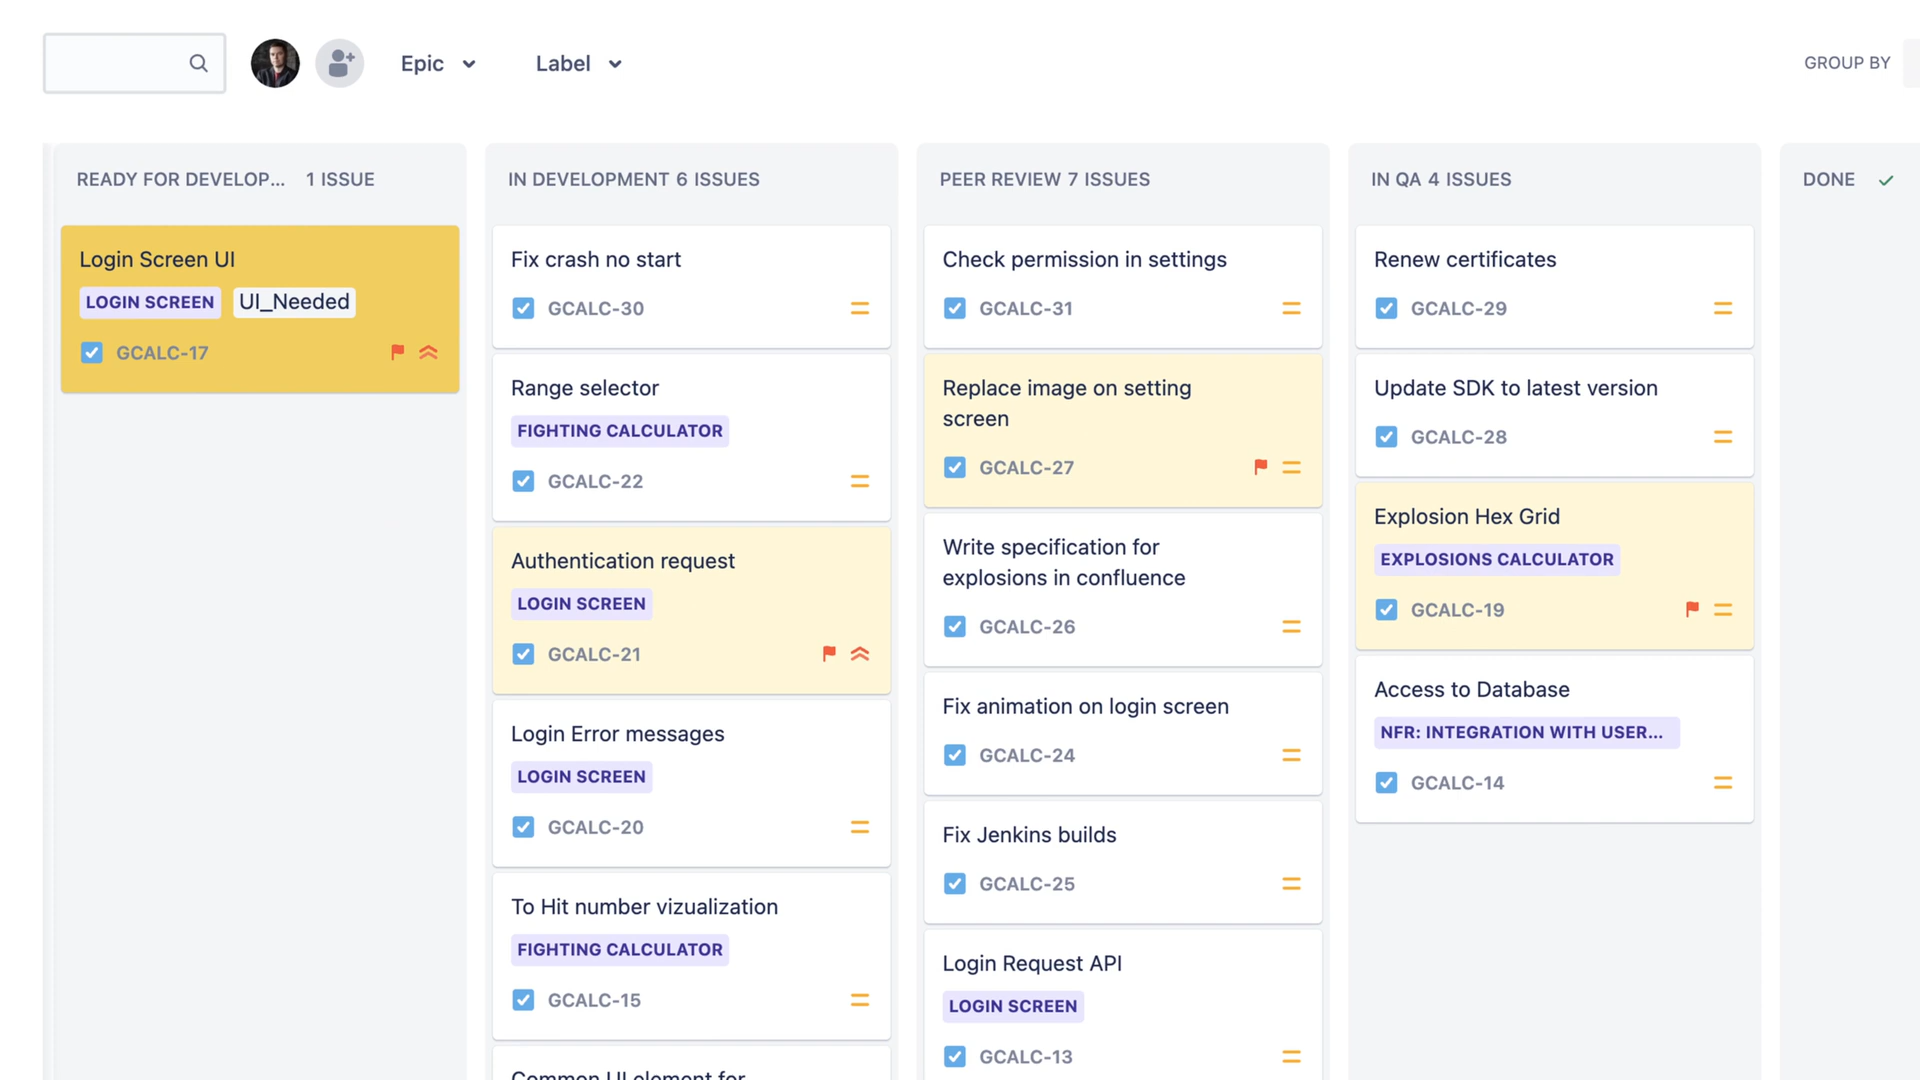 Epic
Label
GROUP BY
READY FOR DEVELOP... 1 ISSUE
Login Screen UI
LOGIN SCREEN UI_Needed
GCALC-17
IN DEVELOPMENT 6 ISSUES
Fix crash no start
GCALC-30
Range selector
FIGHTING CALCULATOR
GCALC-22
Authentication request
LOGIN SCREEN
GCALC-21
Login Error messages
LOGIN SCREEN
GCALC-20
To Hit number vizualization
FIGHTING CALCULATOR
GCALC-15
Common UI element for
PEER REVIEW 7 ISSUES
Check permission in settings
GCALC-31
Replace image on setting
screen
GCALC-27
Write specification for
explosions in confluence
GCALC-26
Fix animation on login screen
GCALC-24
Fix Jenkins builds
GCALC-25
Login Request API
LOGIN SCREEN
GCALC-13
IN QA 4 ISSUES
Renew certificates
GCALC-29
Update SDK to latest version
GCALC-28
Explosion Hex Grid
EXPLOSIONS CALCULATOR
GCALC-19
Access to Database
NFR: INTEGRATION WITH USER...
GCALC-14
DONE